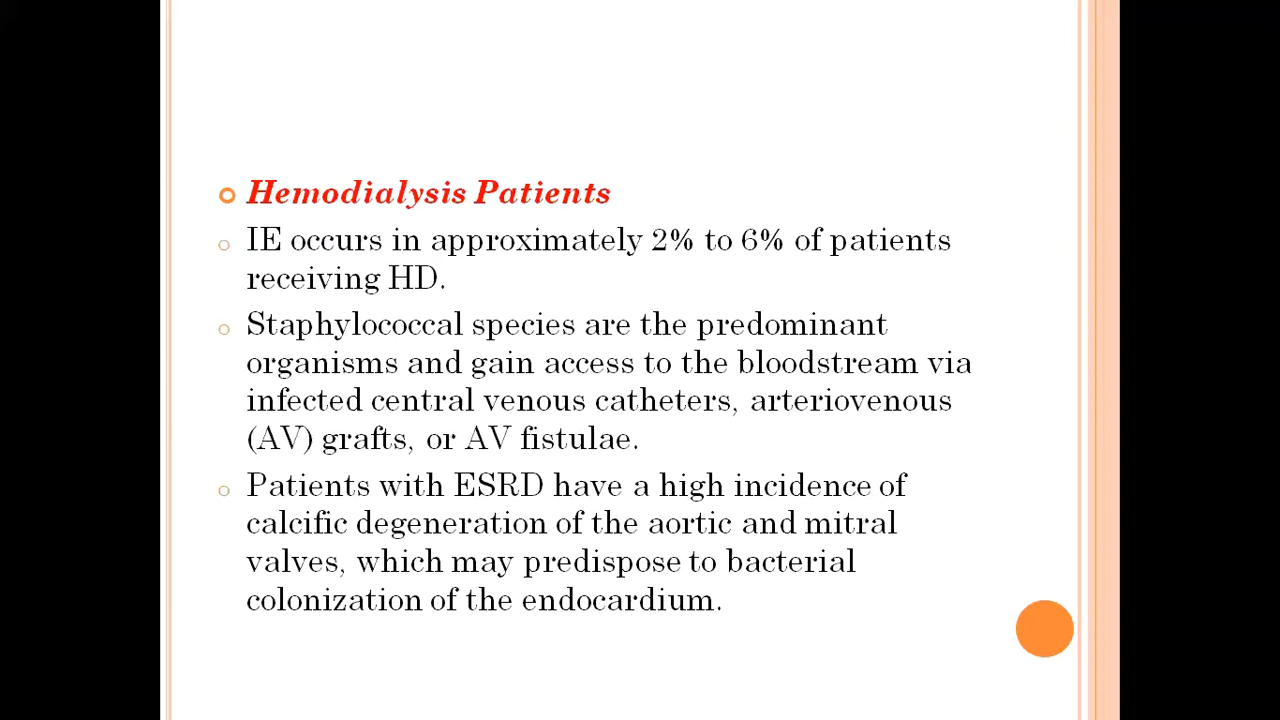 Hemodialysis Patients
IE occurs in approximately 2% to 6% of patients
receiving HD.
Staphylococcal species are the predominant
organisms and gain access to the bloodstream via
infected central venous catheters, arteriovenous
(AV) grafts, or AV fistulae.
Patients with ESRD have a high incidence of
calcific degeneration of the aortic and mitral
valves, which may predispose to bacterial
colonization of the endocardium.